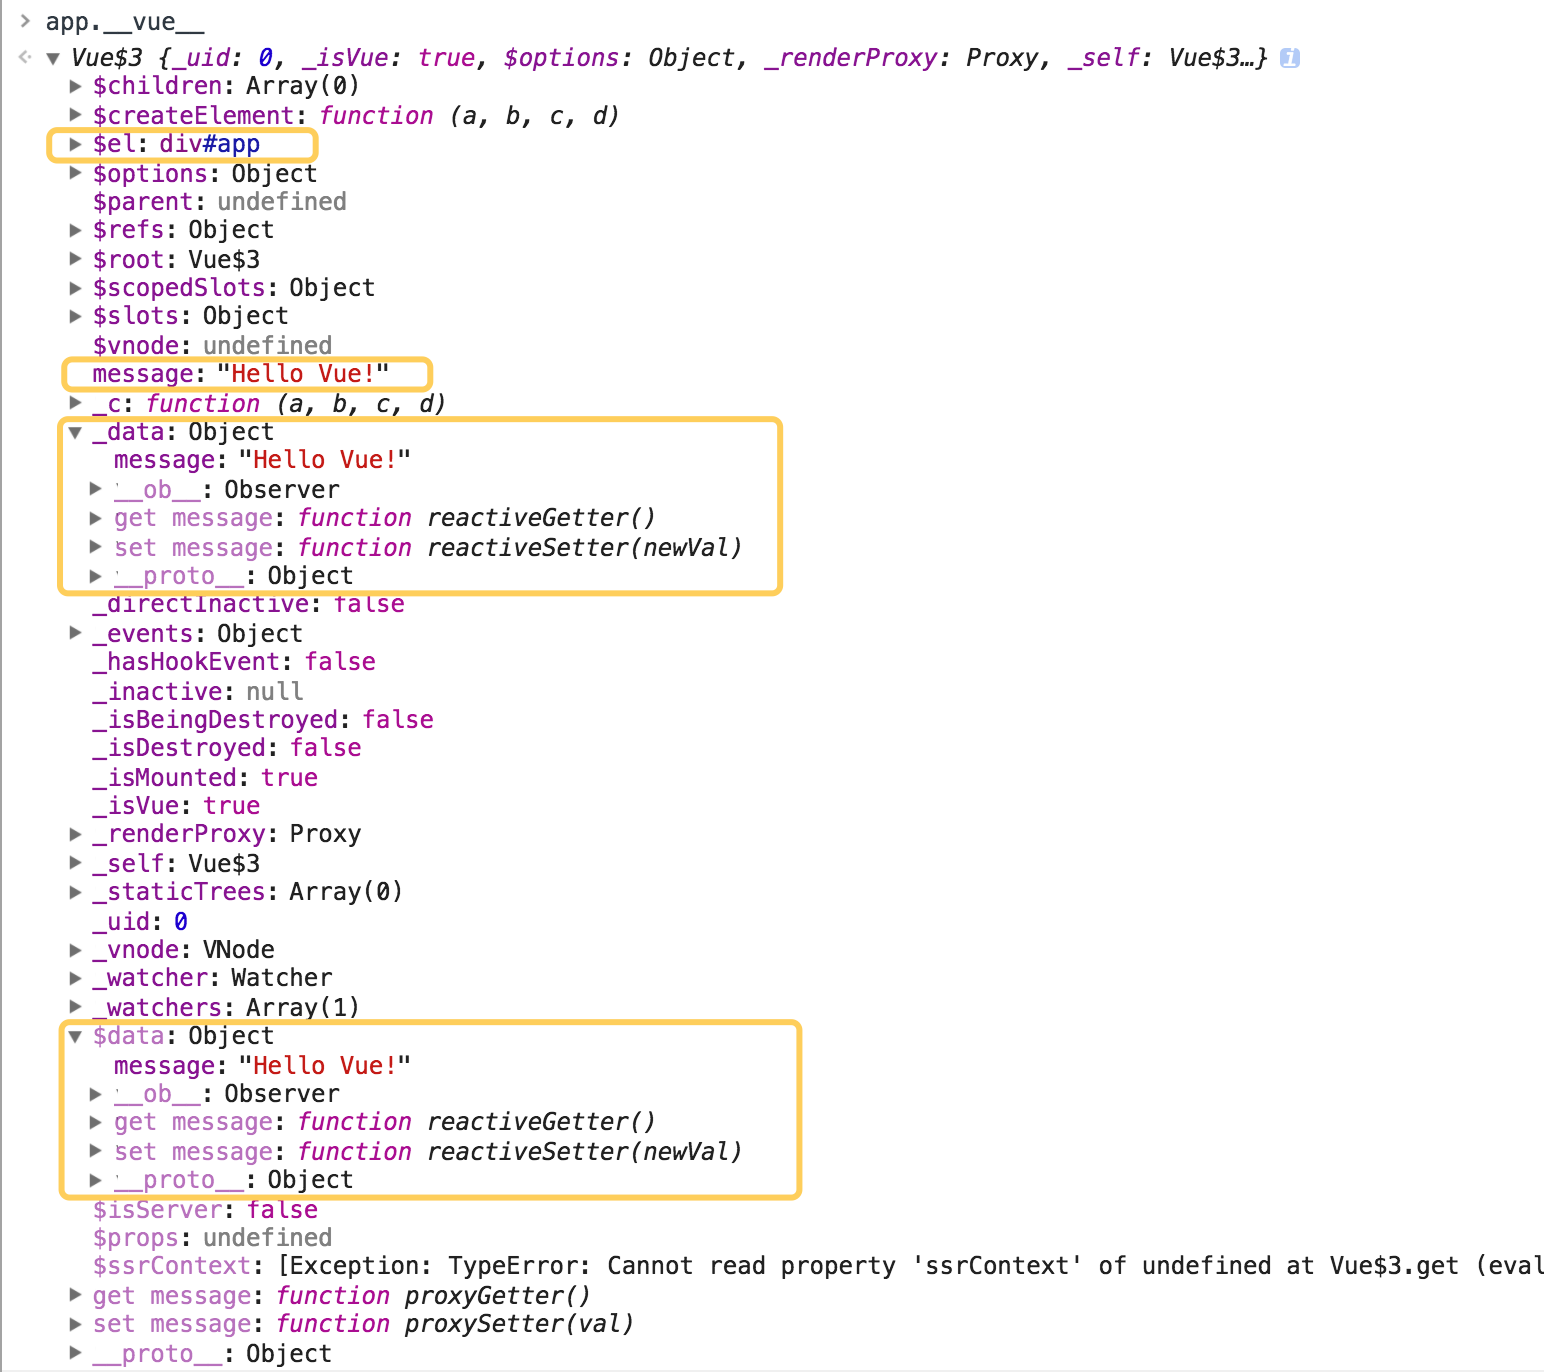 app.__vue__
Vue$3 {_uid: 0, _isVue: true, $options: Object, _renderProxy: Proxy, _self: Vue$3…} i
$children: Array(0)
$createElement: function (a, b, c, d)
$el: div#app
$options: Object
$parent: undefined
$refs: Object
$root: Vue$3
$scopedSlots: Object
$slots: Object
$vnode: undefined
message: "Hello Vue!"
_c: function (a, b, c, d)
_data: Object
message: "Hello Vue!"
__ob__: Observer
get message: function reactiveGetter()
set message: function reactiveSetter(newVal)
__proto__: Object
_directInactive: false
_events: Object
_hasHookEvent: false
_inactive: null
_isBeingDestroyed: false
_isDestroyed: false
_isMounted: true
_isVue: true
_renderProxy: Proxy
_self: Vue$3
_staticTrees: Array(0)
_uid: 0
_vnode: VNode
_watcher: Watcher
_watchers: Array(1)
$data: Object
message: "Hello Vue!"
__ob__: Observer
get message: function reactiveGetter()
set message: function reactiveSetter(newVal)
__proto__: Object
$isServer: false
$props: undefined
$ssrContext: [Exception: TypeError: Cannot read property 'ssrContext' of undefined at Vue$3.get (eval
get message: function proxyGetter()
set message: function proxySetter(val)
__proto__: Object